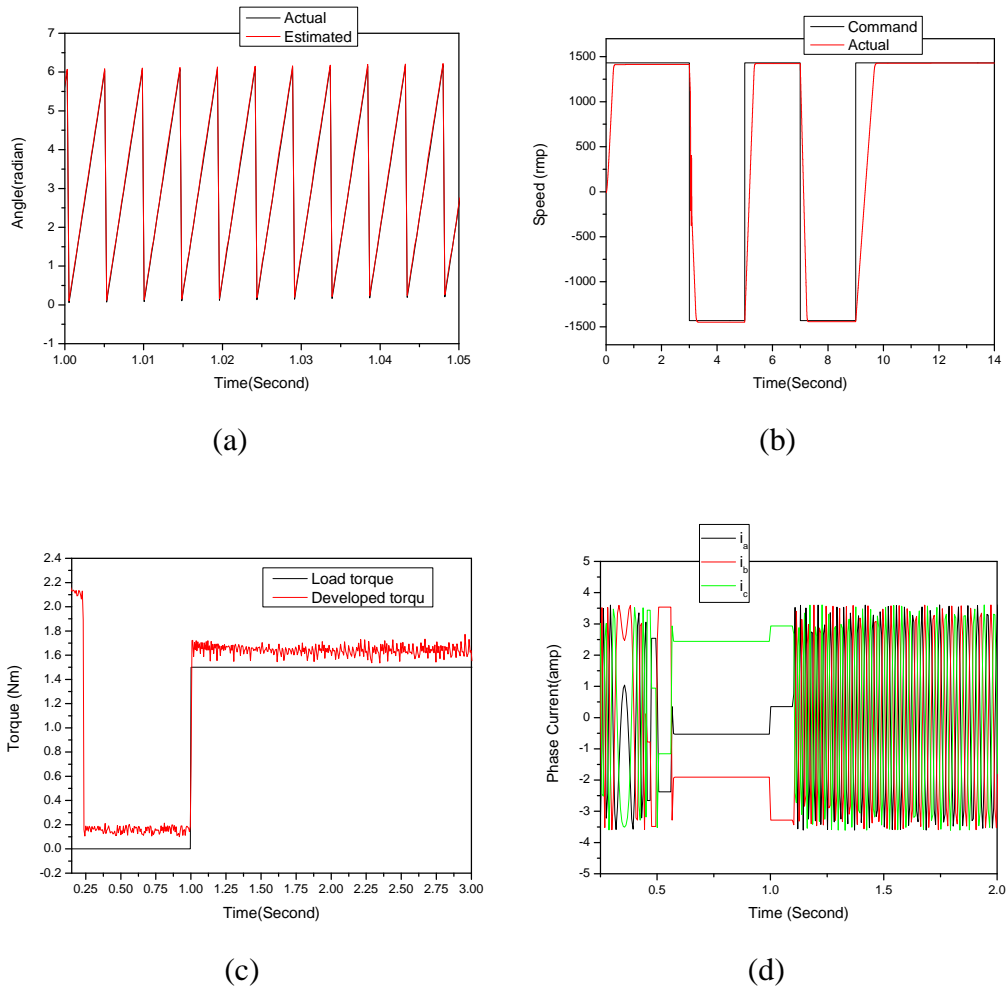 Actual
Estimated
7
6
5
4
3
2
1
0
-1
1.00 1.01 1.02 1.03 1.04 1.05
Angle(radian)
Time(Second)
(a)
Command
Actual
1500
1000
500
0
-500
-1000
-1500
0 2 4 6 8 10 12 14
Speed (rmp)
Time(Second)
(b)
Load torque
Developed torqu
2.4
2.2
2.0
1.8
1.6
1.4
1.2
1.0
0.8
0.6
0.4
0.2
0.0
-0.2
0.25 0.50 0.75 1.00 1.25 1.50 1.75 2.00 2.25 2.50 2.75 3.00
Torque (Nm)
Time(Second)
(c)
i_a
i_b
i_c
5
4
3
2
1
0
-1
-2
-3
-4
-5
0.5 1.0 1.5 2.0
Phase Current(amp)
Time (Second)
(d)